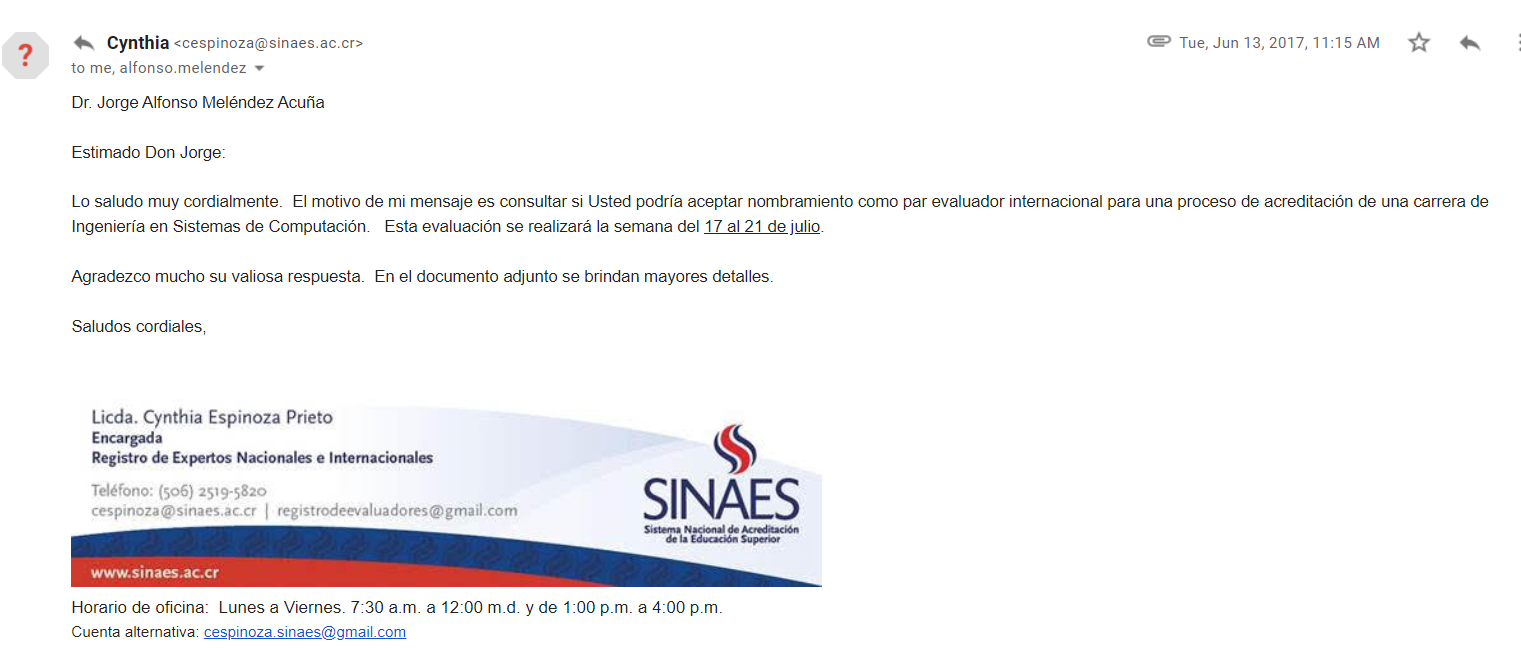 Cynthia <cespinoza@sinaes.ac.cr>
Tue, Jun 13, 2017, 11:15 AM
to me, alfonso.melendez
?
Dr. Jorge Alfonso Meléndez Acuña
Estimado Don Jorge:
Lo saludo muy cordialmente.  El motivo de mi mensaje es consultar si Usted podría aceptar nombramiento como par evaluador internacional para una proceso de acreditación de una carrera de
Ingeniería en Sistemas de Computación.   Esta evaluación se realizará la semana del 17 al 21 de julio.
Agradezco mucho su valiosa respuesta.  En el documento adjunto se brindan mayores detalles.
Saludos cordiales,
Licda. Cynthia Espinoza Prieto
Encargada
Registro de Expertos Nacionales e Internacionales
Teléfono: (506) 2519-5820
cespinoza@sinaes.ac.cr | registrodeevaluadores@gmail.com
www.sinaes.ac.cr
SINAES
Sistema Nacional de Acreditación
de la Educación Superior
Horario de oficina:  Lunes a Viernes. 7:30 a.m. a 12:00 m.d. y de 1:00 p.m. a 4:00 p.m.
Cuenta alternativa: cespinoza.sinaes@gmail.com